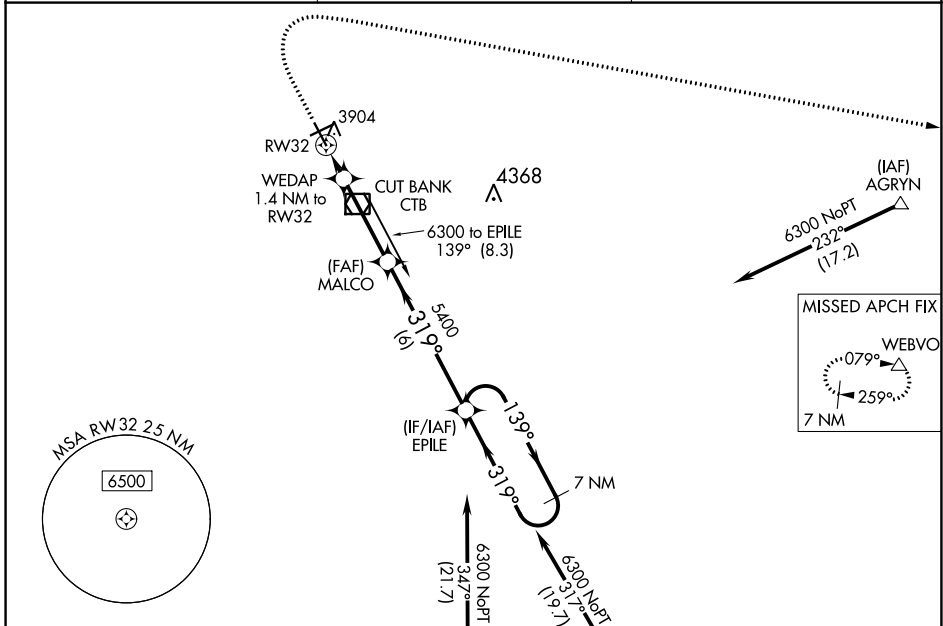 3904
RW32
WEDAP
1.4 NM to
RW32
CUT BANK
CTB
4368
(IAF)
AGRYN
6300 NoPT
232°
(17.2)
6300 to EPILE
139° (8.3)
(FAF)
MALCO
5400
319°
(6)
MISSED APCH FIX
WEBVO
079°
259°
7 NM
(IF/IAF)
EPILE
139°
319°
7 NM
MSA RW32 25 NM
6500
6300 NoPT
347°
(21.7)
6300 NoPT
317°
(19.7)